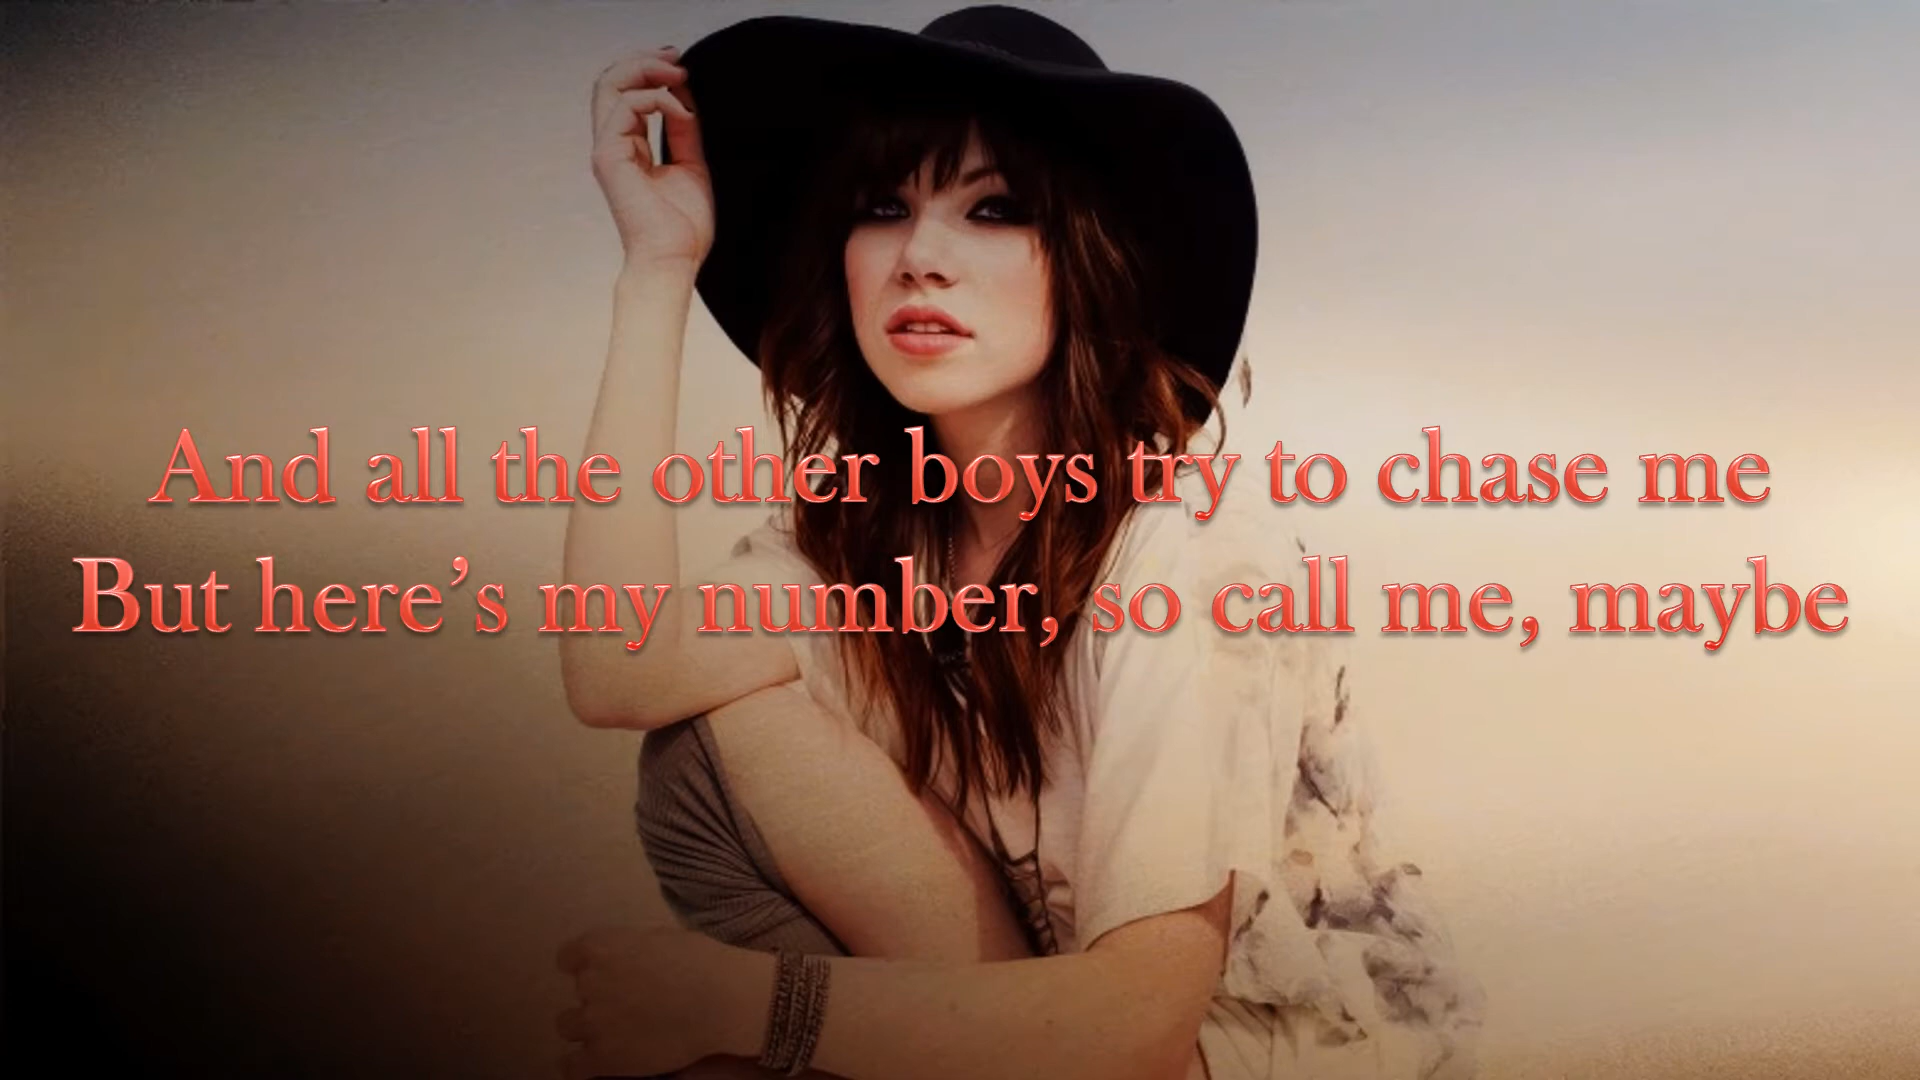 And all the other boys try to chase me
But here’s my number, so call me, maybe